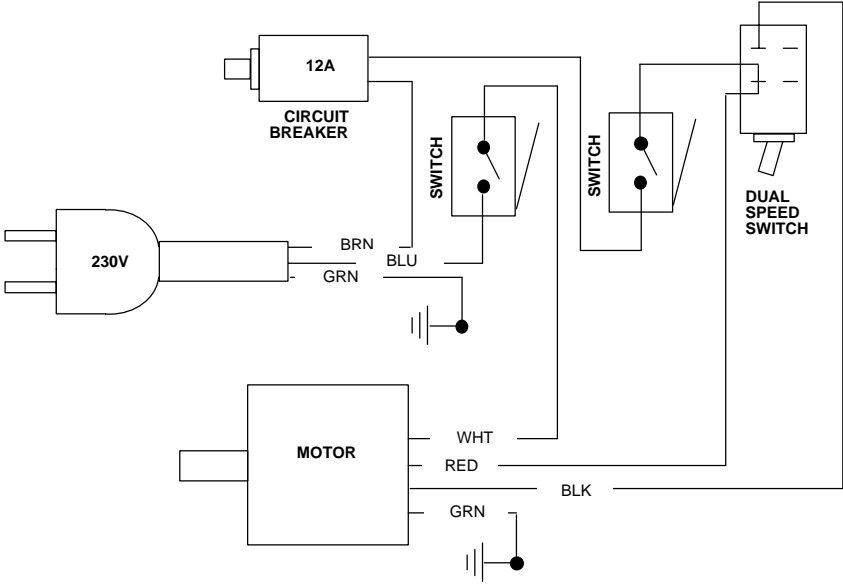 12A
CIRCUIT
BREAKER
SWITCH
SWITCH
DUAL
SPEED
SWITCH
230V
BRN
BLU
GRN
MOTOR
WHT
RED
BLK
GRN